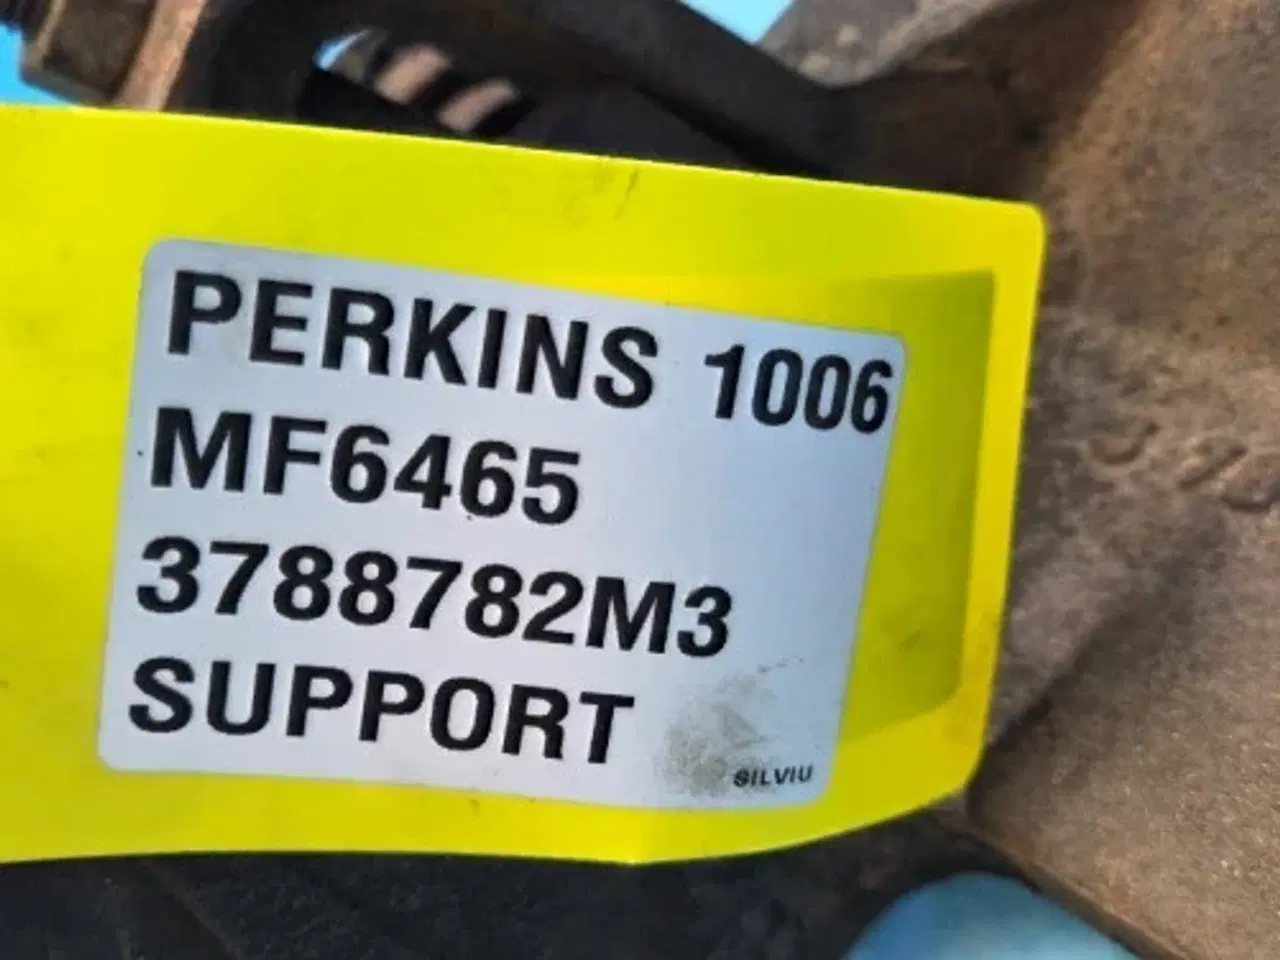 PERKINS 1006
MF6465
3788782M3
SUPPORT
SILVIU